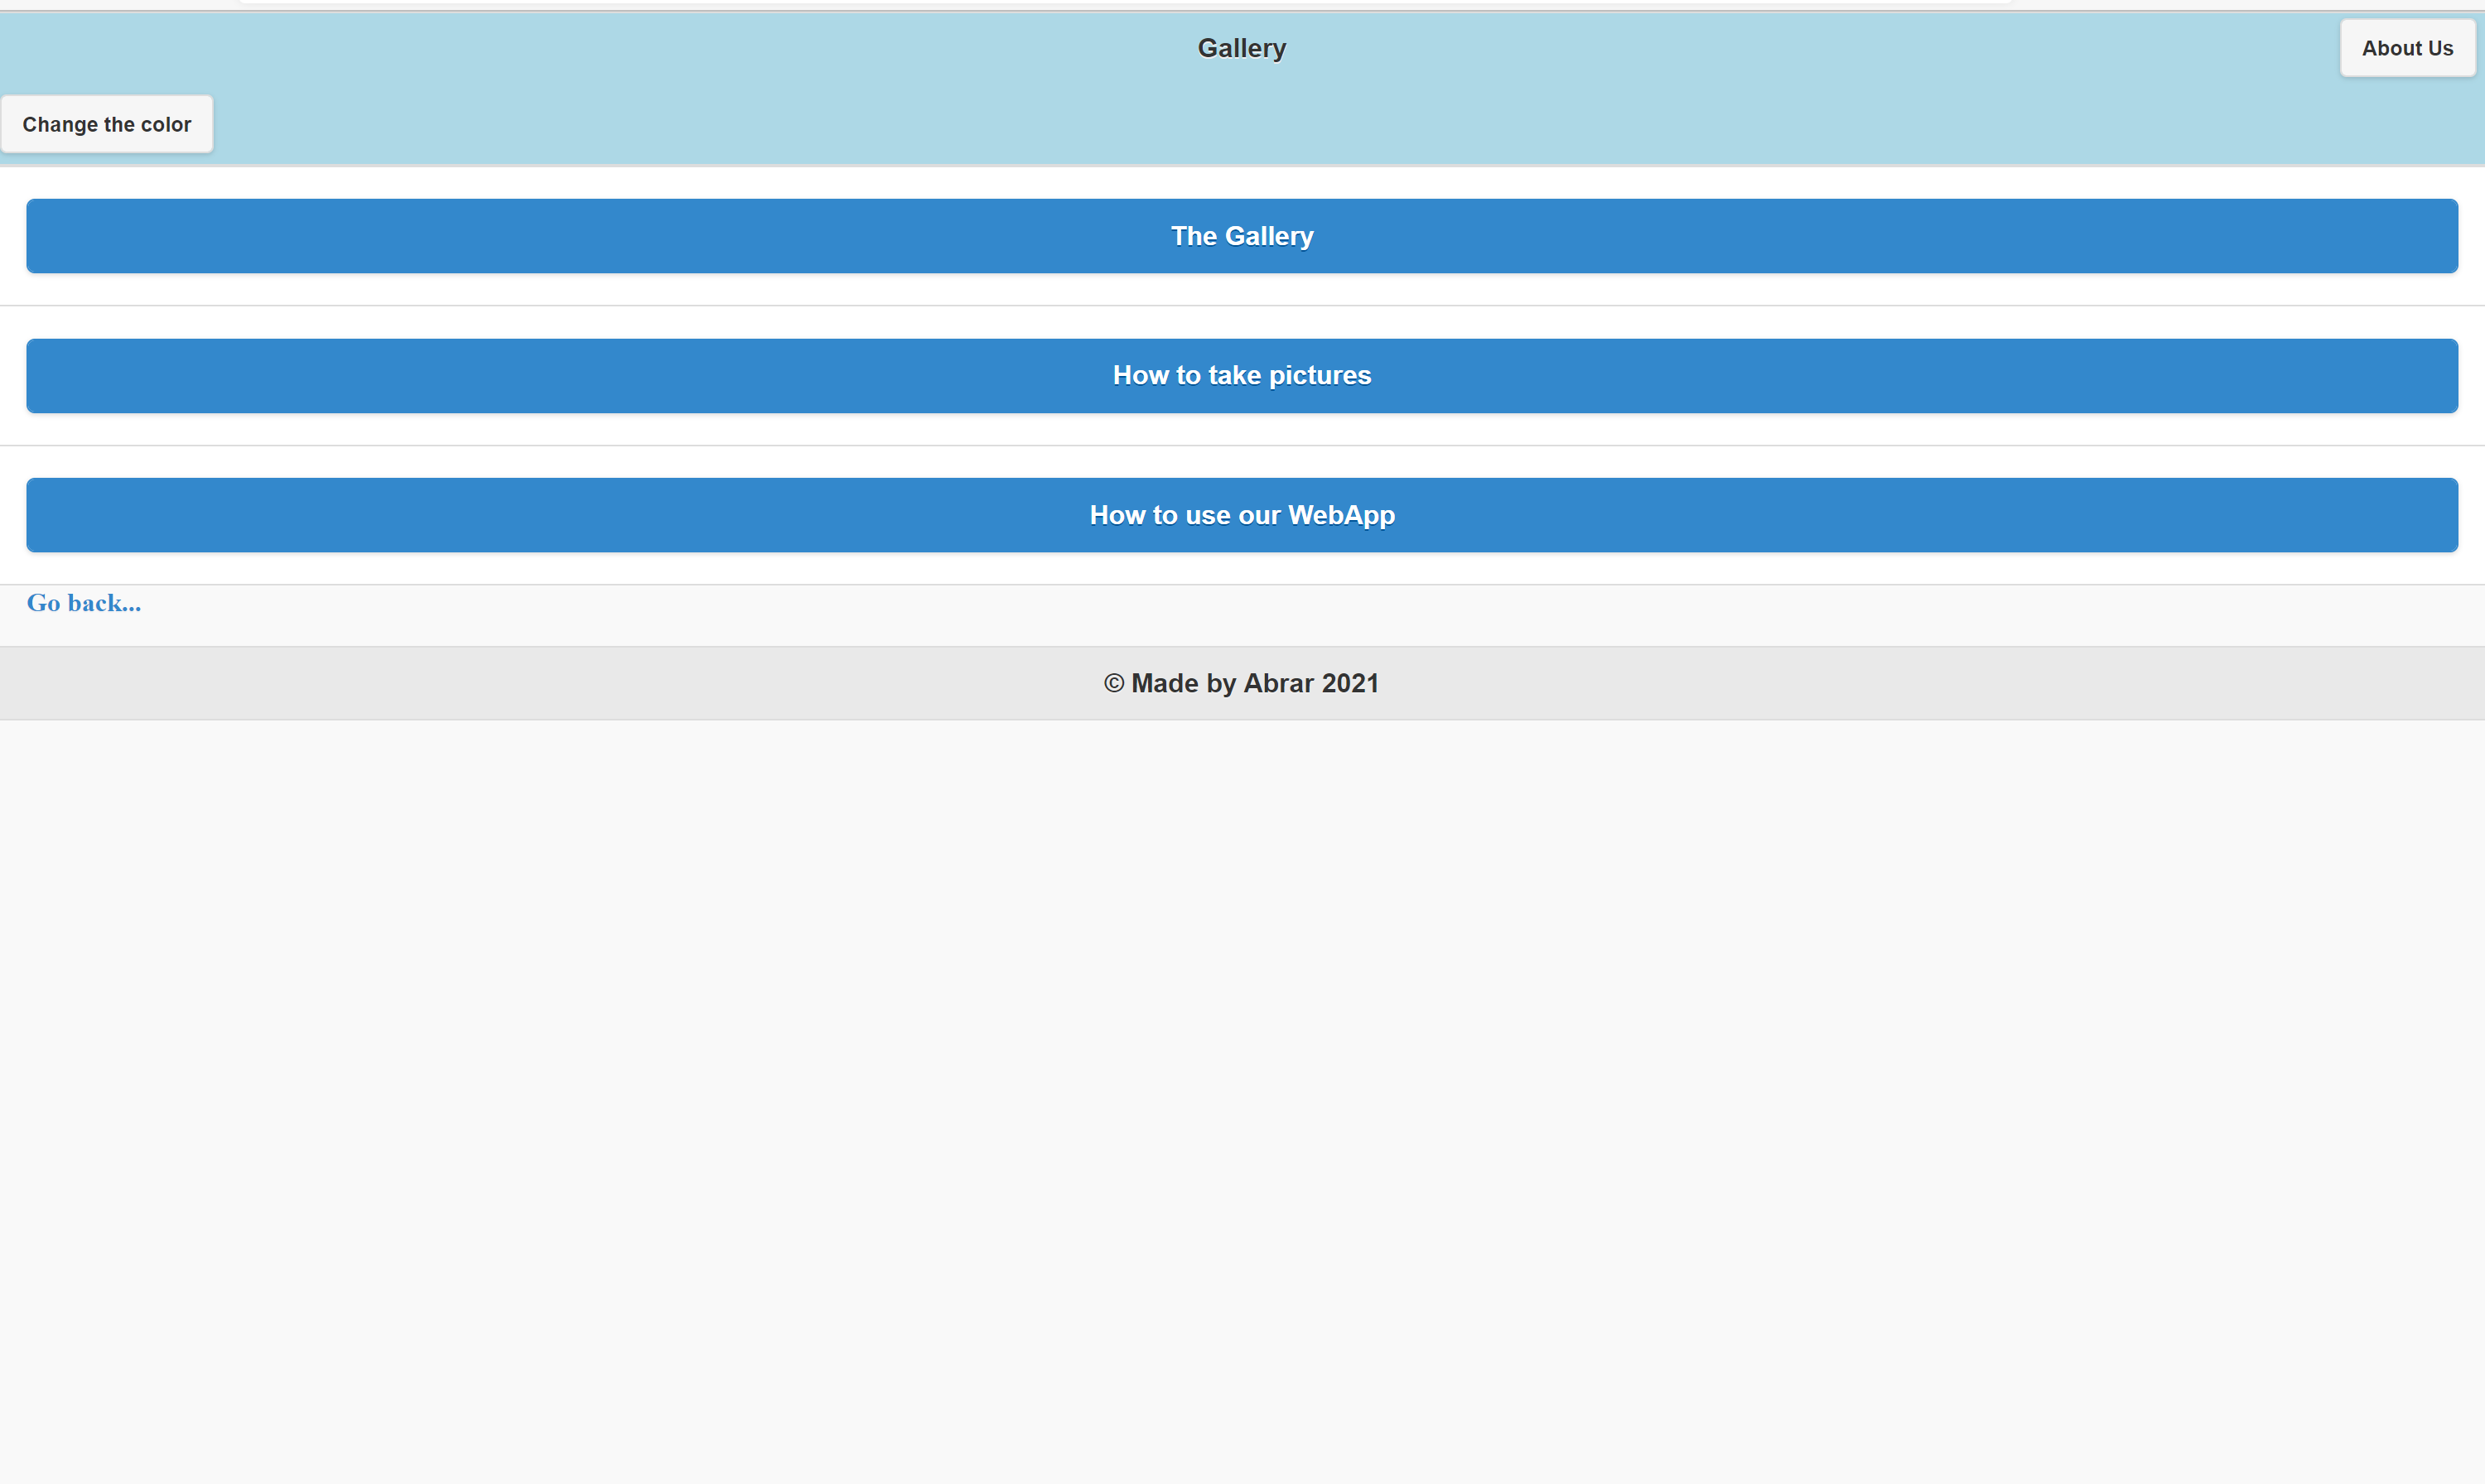 Gallery
About Us
Change the color
The Gallery
How to take pictures
How to use our WebApp
Go back...
© Made by Abrar 2021